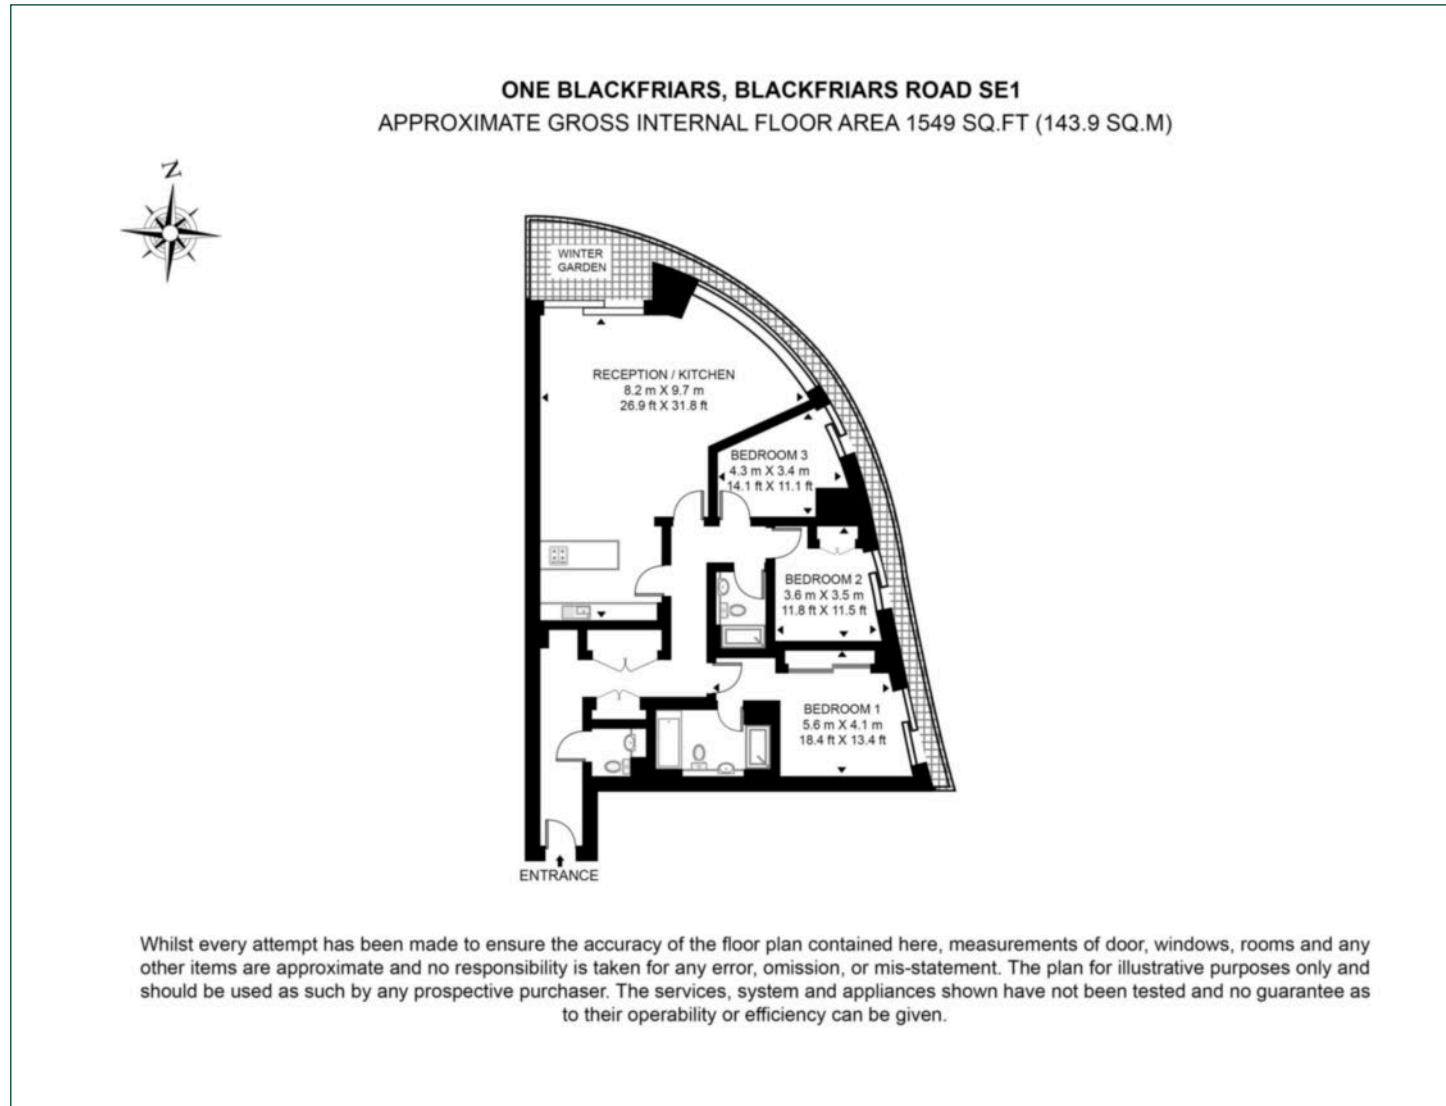 ONE BLACKFRIARS, BLACKFRIARS ROAD SE1
APPROXIMATE GROSS INTERNAL FLOOR AREA 1549 SQ.FT (143.9 SQ.M)
N
WINTER
GARDEN
RECEPTION / KITCHEN
8.2 m X 9.7 m
26.9 ft X 31.8 ft
BEDROOM 3
4.3 m X 3.4 m
14.1 ft X 11.1 ft
BEDROOM 2
3.6 m X 3.5 m
11.8 ft X 11.5 ft
BEDROOM 1
5.6 m X 4.1 m
18.4 ft X 13.4 ft
ENTRANCE
Whilst every attempt has been made to ensure the accuracy of the floor plan contained here, measurements of door, windows, rooms and any
other items are approximate and no responsibility is taken for any error, omission, or mis-statement. The plan for illustrative purposes only and
should be used as such by any prospective purchaser. The services, system and appliances shown have not been tested and no guarantee as
to their operability or efficiency can be given.